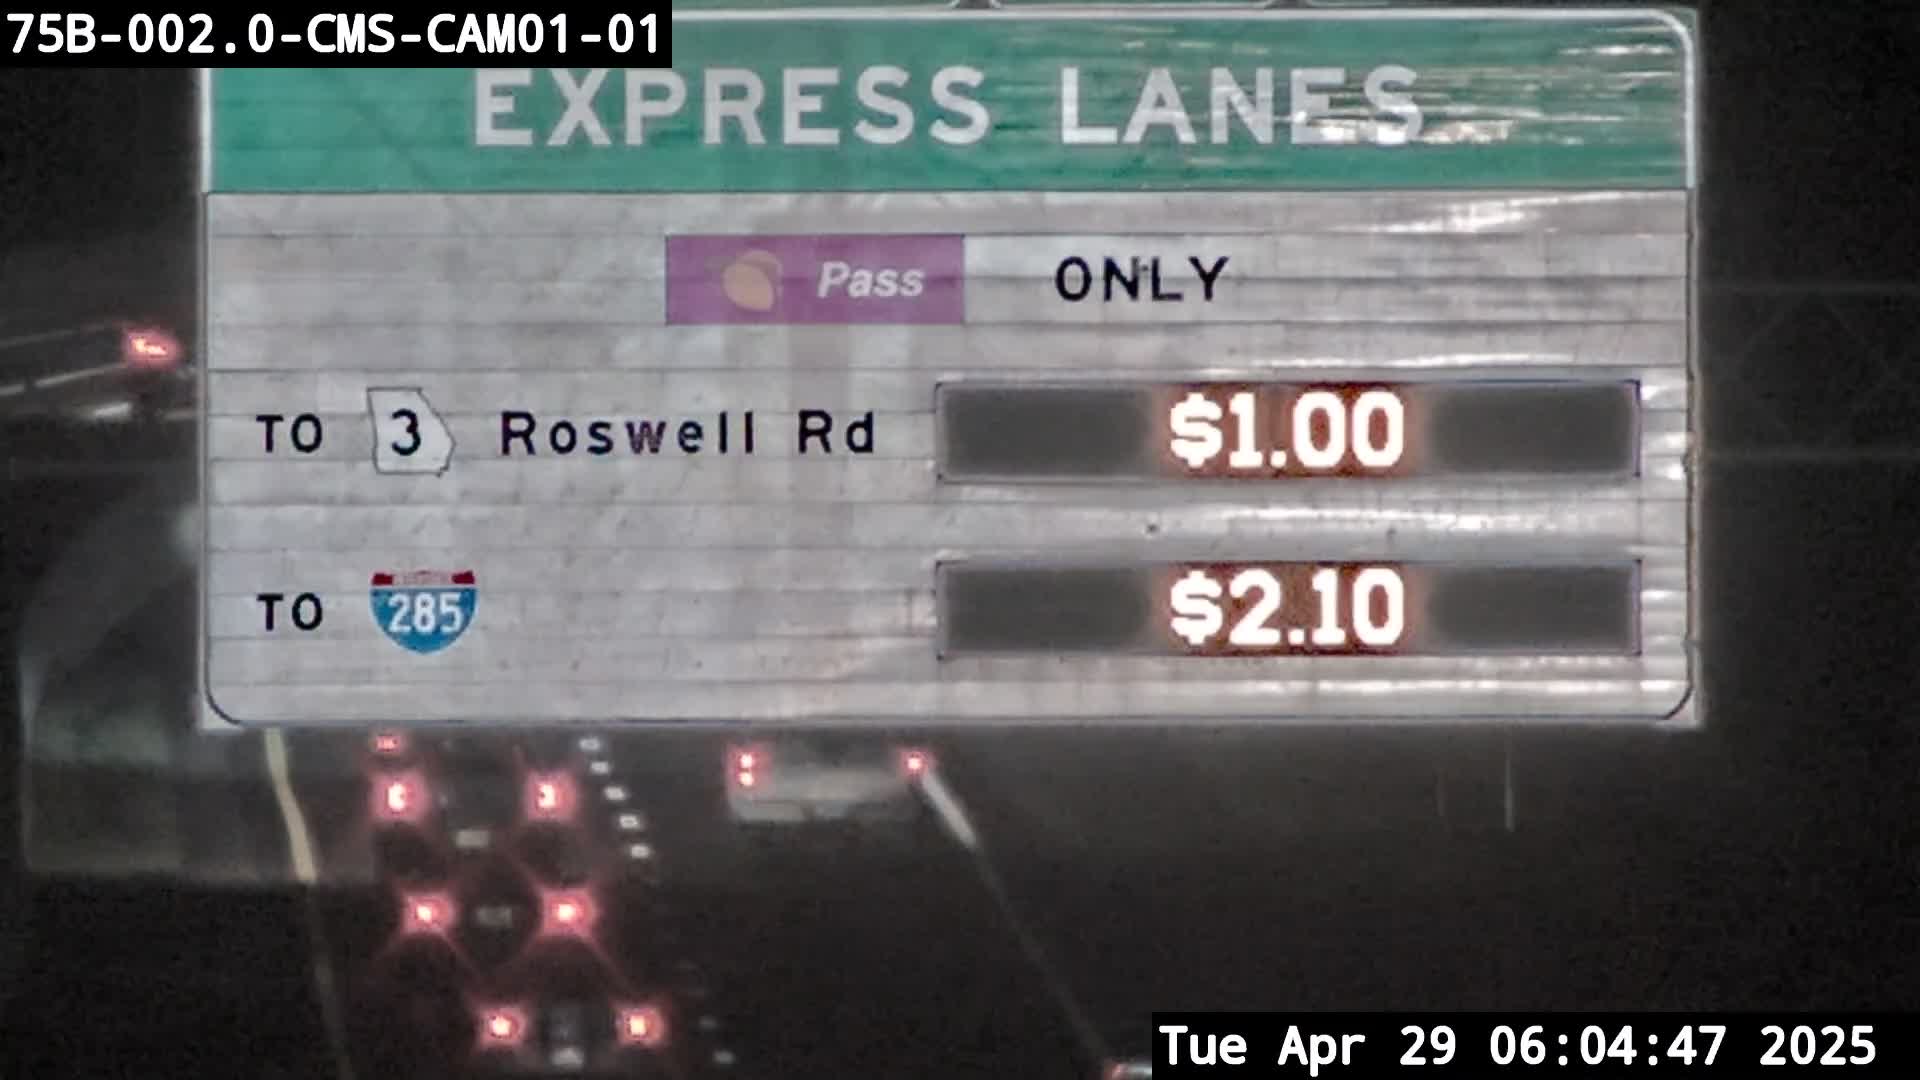 75B-002.0-CMS-CAM01-01
EXPRESS LANES
Pass ONLY
TO 3 Roswell Rd $1.00
TO 285 $2.10
Tue Apr 29 06:04:47 2025